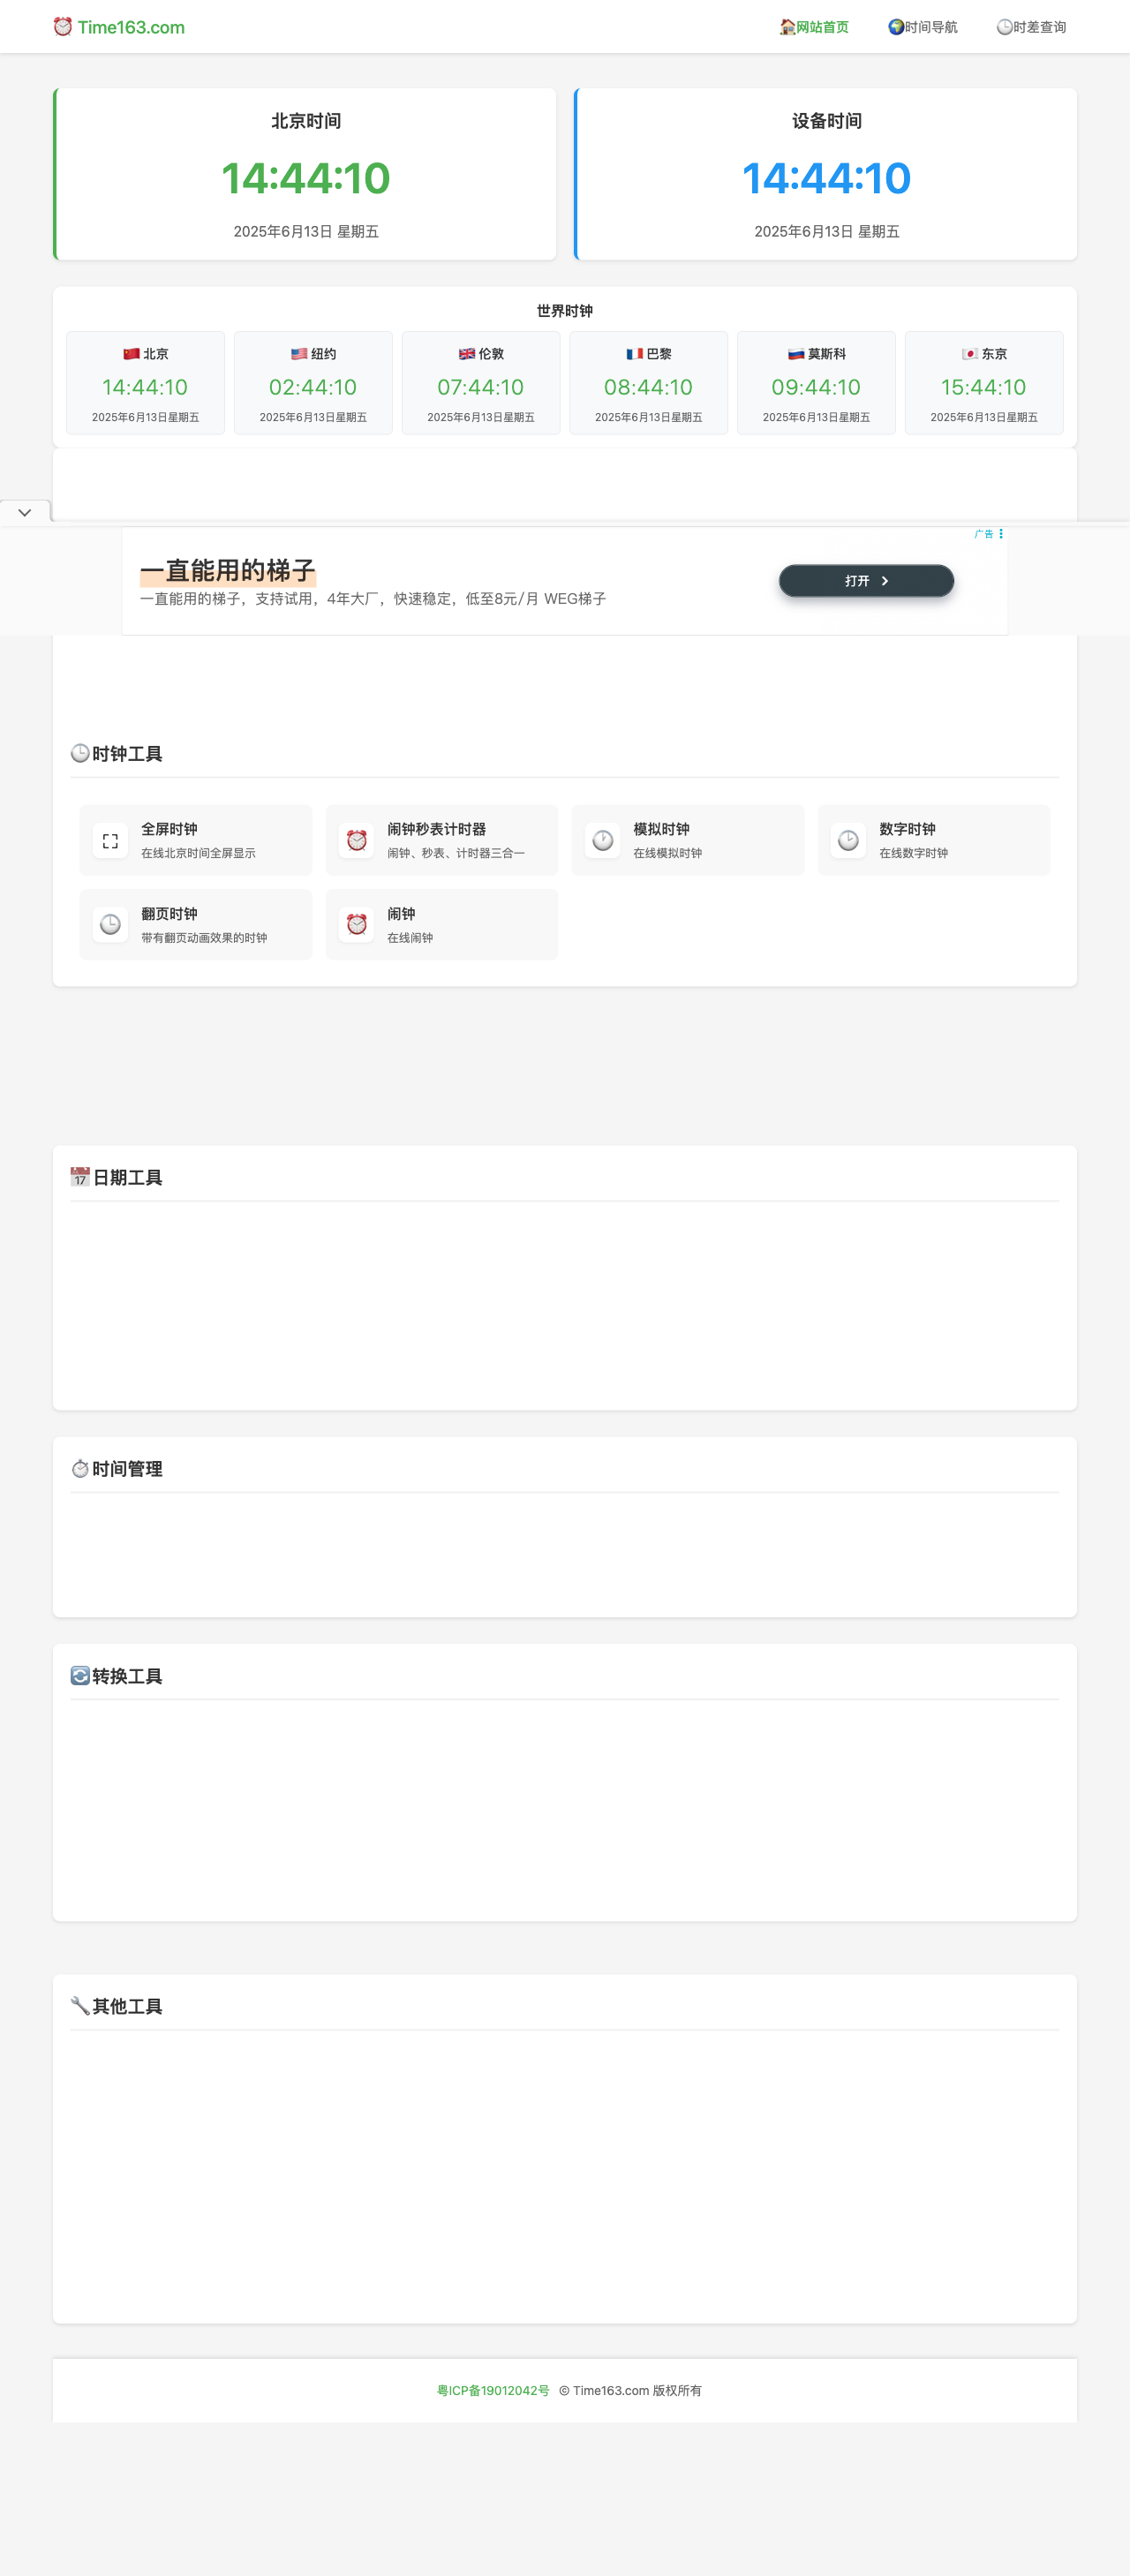 Time163.com
网站首页 时间导航 时差查询
北京时间
14:44:10
2025年6月13日 星期五
设备时间
14:44:10
2025年6月13日 星期五
世界时钟
北京
14:44:10
2025年6月13日星期五
纽约
02:44:10
2025年6月13日星期五
伦敦
07:44:10
2025年6月13日星期五
巴黎
08:44:10
2025年6月13日星期五
莫斯科
09:44:10
2025年6月13日星期五
东京
15:44:10
2025年6月13日星期五
广告
一直能用的梯子
一直能用的梯子，支持试用，4年大厂，快速稳定，低至8元/月 WEG梯子
打开
时钟工具
全屏时钟
在线北京时间全屏显示
闹钟秒表计时器
闹钟、秒表、计时器三合一
模拟时钟
在线模拟时钟
数字时钟
在线数字时钟
翻页时钟
带有翻页动画效果的时钟
闹钟
在线闹钟
日期工具
时间管理
转换工具
其他工具
粤ICP备19012042号 © Time163.com 版权所有